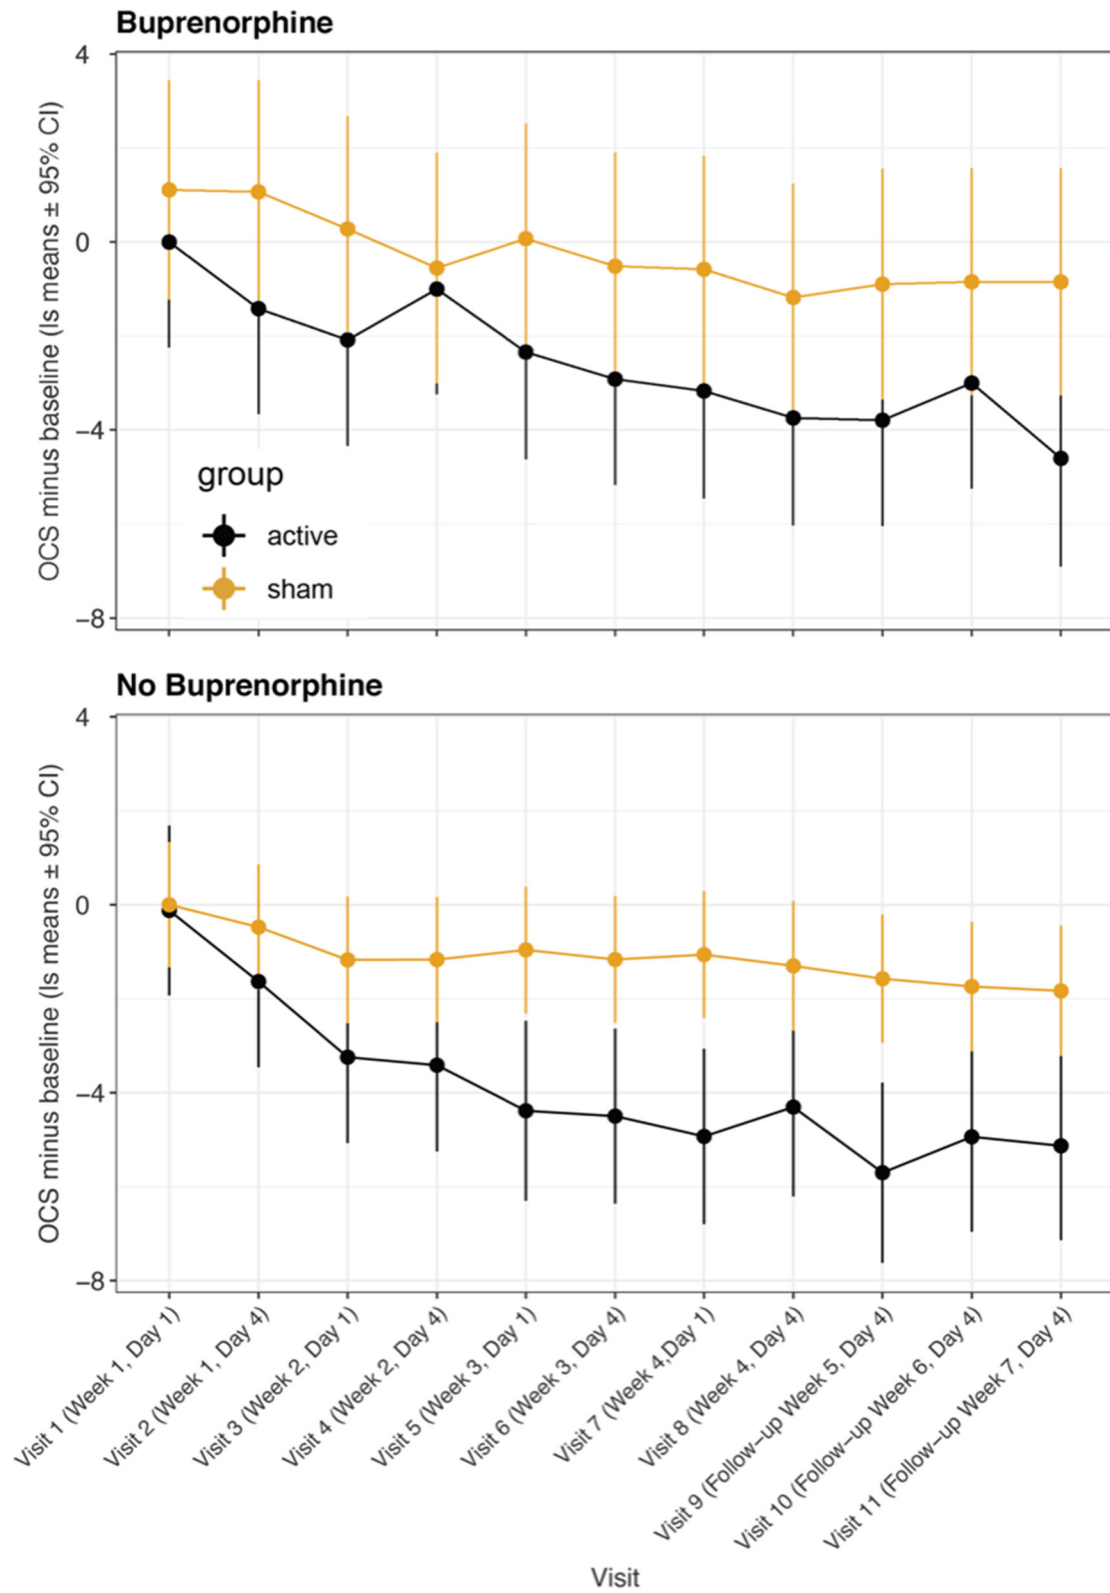 Buprenorphine
OCS minus baseline (ls means ± 95% CI)
4
0
−4
−8
group
active
sham
No Buprenorphine
OCS minus baseline (ls means ± 95% CI)
4
0
−4
−8
Visit 1 (Week 1, Day 1)
Visit 2 (Week 1, Day 4)
Visit 3 (Week 2, Day 1)
Visit 4 (Week 2, Day 4)
Visit 5 (Week 3, Day 1)
Visit 6 (Week 3, Day 4)
Visit 7 (Week 4,Day 1)
Visit 8 (Week 4, Day 4)
Visit 9 (Follow−up Week 5, Day 4)
Visit 10 (Follow−up Week 6, Day 4)
Visit 11 (Follow−up Week 7, Day 4)
Visit